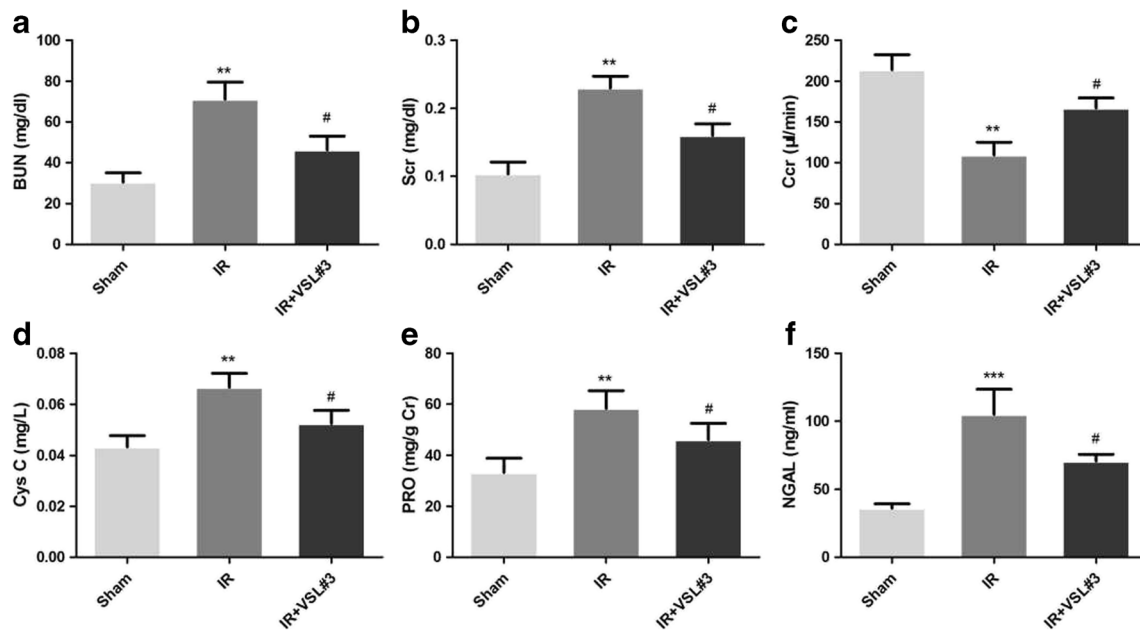 a
BUN (mg/dl)
100
80
60
40
20
0
**
#
Sham
IR
IR+VSL#3
b
Scr (mg/dl)
0.3
0.2
0.1
0.0
**
#
Sham
IR
IR+VSL#3
c
Ccr (μl/min)
250
200
150
100
50
0
**
#
Sham
IR
IR+VSL#3
d
Cys C (mg/L)
0.08
0.06
0.04
0.02
0.00
**
#
Sham
IR
IR+VSL#3
e
PRO (mg/g Cr)
80
60
40
20
0
**
#
Sham
IR
IR+VSL#3
f
NGAL (ng/ml)
150
100
50
0
***
#
Sham
IR
IR+VSL#3